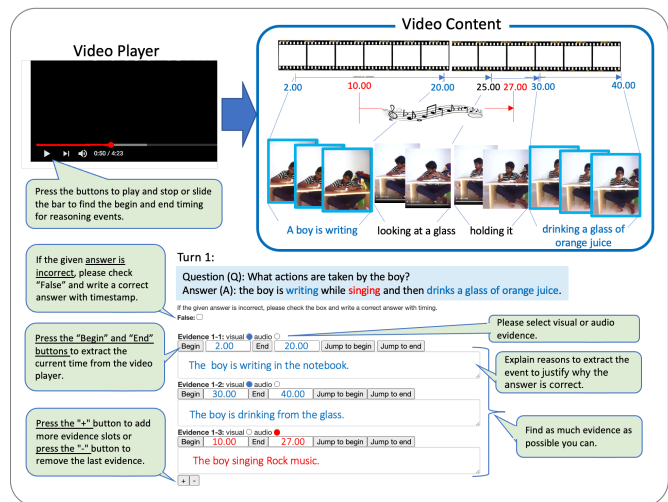 Video Content
Video Player
2.00 10.00 20.00 25.00 27.00 30.00 40.00
0:50 / 4:23
Press the buttons to play and stop or slide
the bar to find the begin and end timing
for reasoning events.
A boy is writing
looking at a glass
holding it
drinking a glass of
orange juice
If the given answer is
incorrect, please check
“False” and write a correct
answer with timestamp.
Turn 1:
Question (Q): What actions are taken by the boy?
Answer (A): the boy is writing while singing and then drinks a glass of orange juice.
If the given answer is incorrect, please check the box and write a correct answer with timing.
False:
Please select visual or audio
evidence.
Press the “Begin” and “End”
buttons to extract the
current time from the video
player.
Evidence 1-1: visual audio
Begin 2.00 End 20.00 Jump to begin Jump to end
The boy is writing in the notebook.
Explain reasons to extract the
event to justify why the
answer is correct.
Evidence 1-2: visual audio
Begin 30.00 End 40.00 Jump to begin Jump to end
The boy is drinking from the glass.
Press the "+" button to add
more evidence slots or
press the "-" button to
remove the last evidence.
Find as much evidence as
possible you can.
Evidence 1-3: visual audio
Begin 10.00 End 27.00 Jump to begin Jump to end
The boy singing Rock music.
+ -